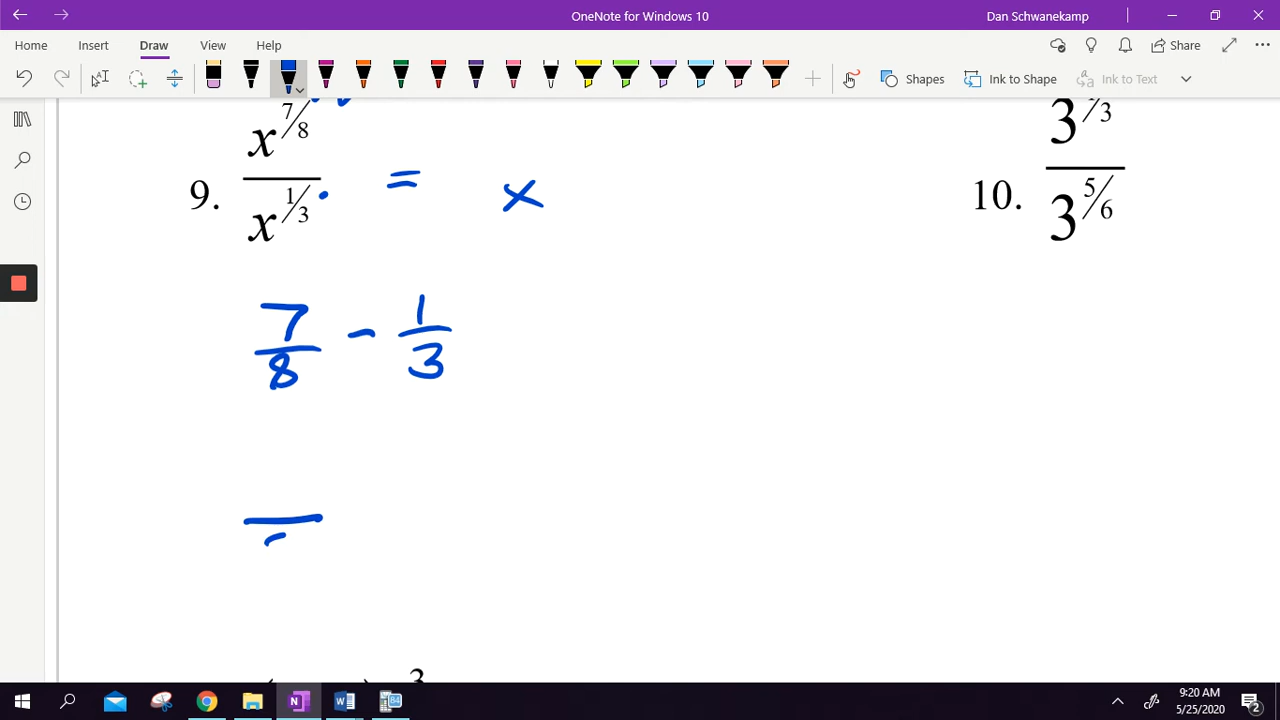 OneNote for Windows 10
Dan Schwanekamp
Home Insert Draw View Help
Share
Shapes
Ink to Shape
Ink to Text
9. x^7/8 / x^1/3 = x
7/8 - 1/3
10. 3 3 / 3^5/6
3
9:20 AM
5/25/2020
2